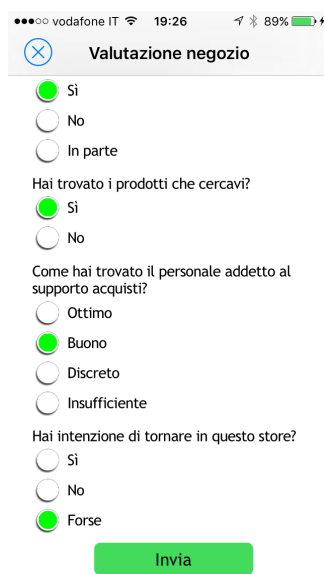 vodafone IT 19:26 89%
Valutazione negozio
Sì
No
In parte
Hai trovato i prodotti che cercavi?
Sì
No
Come hai trovato il personale addetto al
supporto acquisti?
Ottimo
Buono
Discreto
Insufficiente
Hai intenzione di tornare in questo store?
Sì
No
Forse
Invia